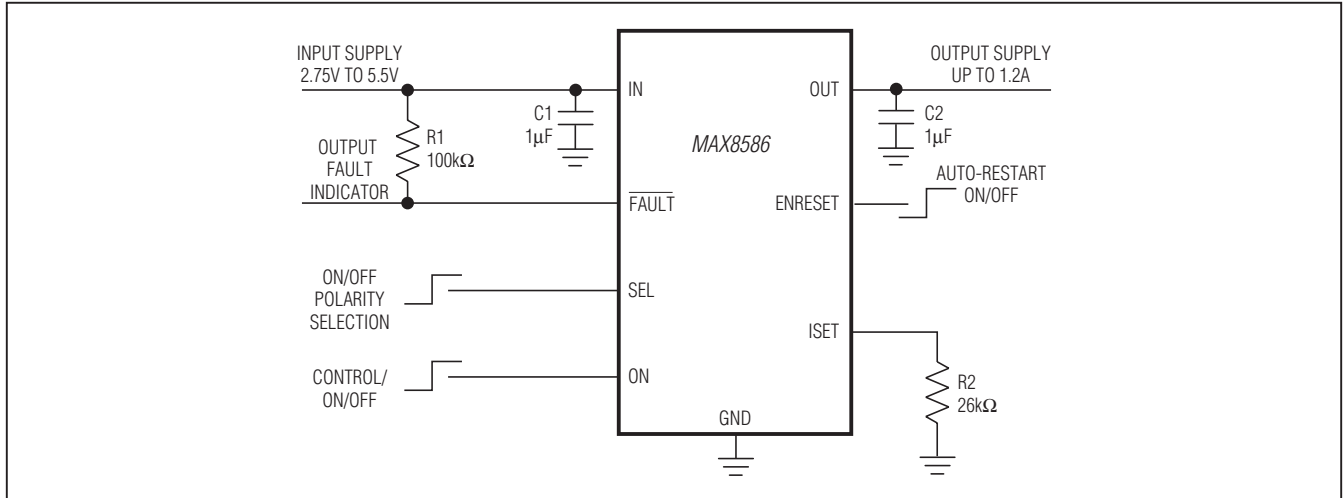 INPUT SUPPLY
2.75V TO 5.5V
OUTPUT SUPPLY
UP TO 1.2A
IN
OUT
C1
1μF
C2
1μF
R1
100kΩ
MAX8586
OUTPUT
FAULT
INDICATOR
AUTO-RESTART
ON/OFF
FAULT
ENRESET
ON/OFF
POLARITY
SELECTION
SEL
ISET
CONTROL/
ON/OFF
ON
R2
26kΩ
GND